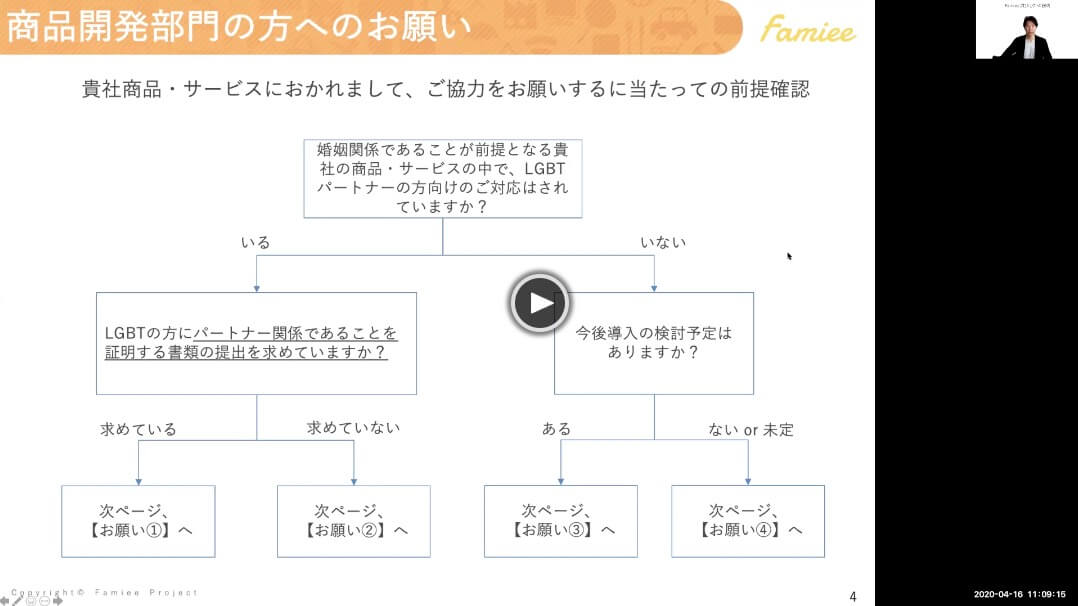 商品開発部門の方へのお願い
Famiee
貴社商品・サービスにおかれまして、ご協力をお願いするに当たっての前提確認
婚姻関係であることが前提となる貴
社の商品・サービスの中で、LGBT
パートナーの方向けのご対応はされ
ていますか？
いる
いない
LGBTの方にパートナー関係であることを
証明する書類の提出を求めていますか？
今後導入の検討予定は
ありますか？
求めている
求めていない
ある
ない or 未定
次ページ、
【お願い①】へ
次ページ、
【お願い②】へ
次ページ、
【お願い③】へ
次ページ、
【お願い④】へ
Copyright© Famiee Project
4
2020-04-16 11:09:15